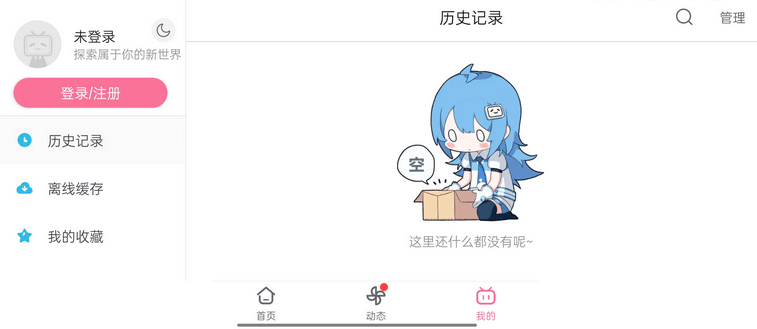 未登录
探索属于你的新世界
登录/注册
历史记录
离线缓存
我的收藏
历史记录
管理
空
这里还什么都没有呢~
首页
动态
我的